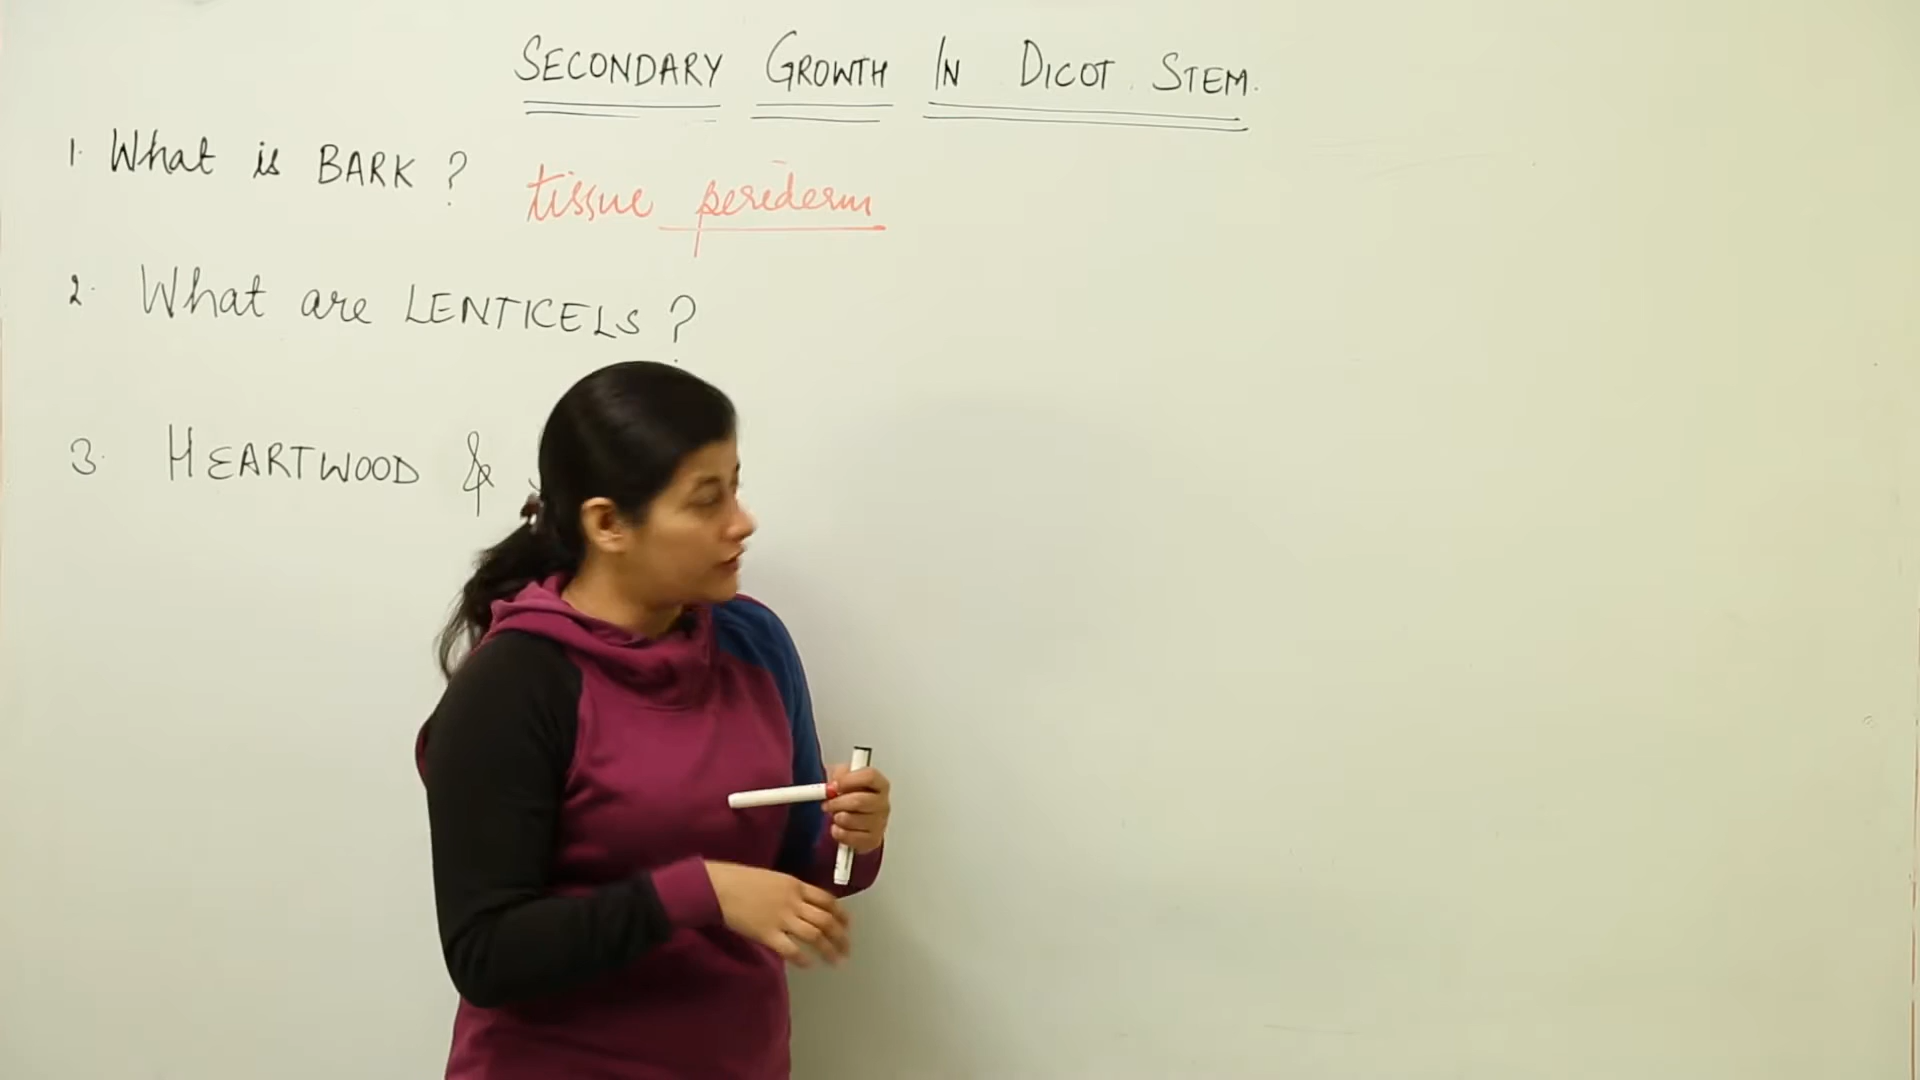 SECONDARY GROWTH IN DICOT STEM.
1. What is BARK ? tissue periderm
2. What are LENTICELS ?
3. HEARTWOOD &